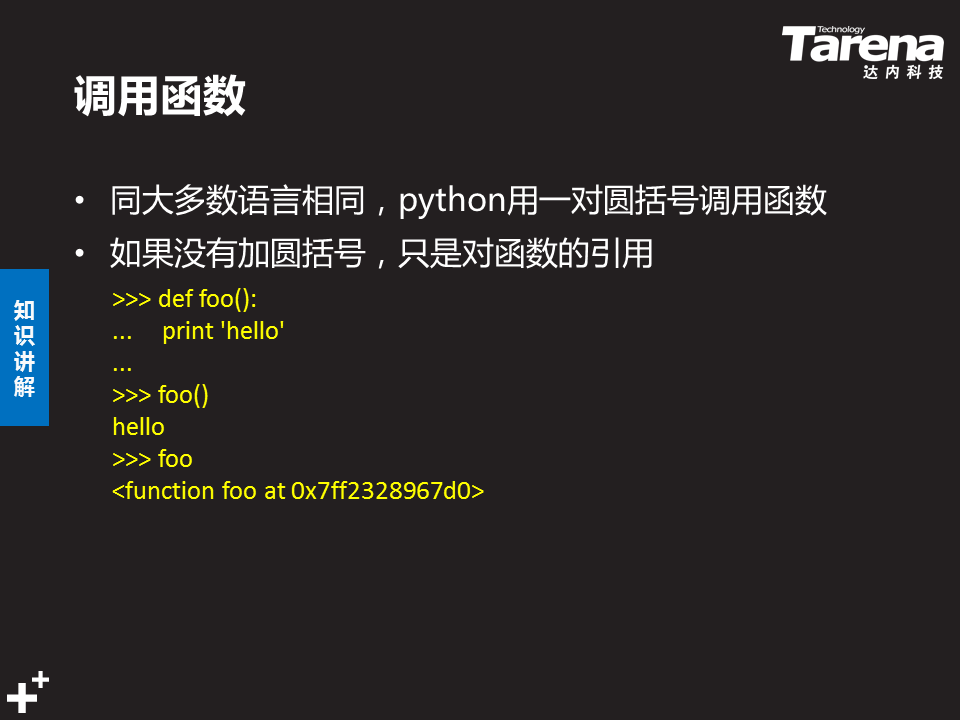 Technology
Tarena
达内科技
调用函数
• 同大多数语言相同，python用一对圆括号调用函数
• 如果没有加圆括号，只是对函数的引用
知识讲解
>>> def foo():
...    print 'hello'
...
>>> foo()
hello
>>> foo
<function foo at 0x7ff2328967d0>